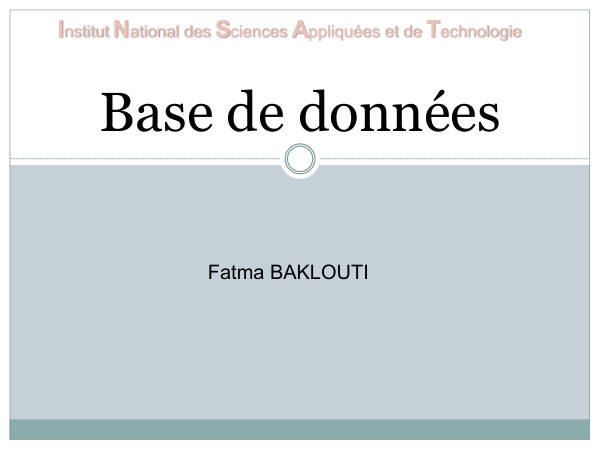 Institut National des Sciences Appliquées et de Technologie
Base de données
Fatma BAKLOUTI